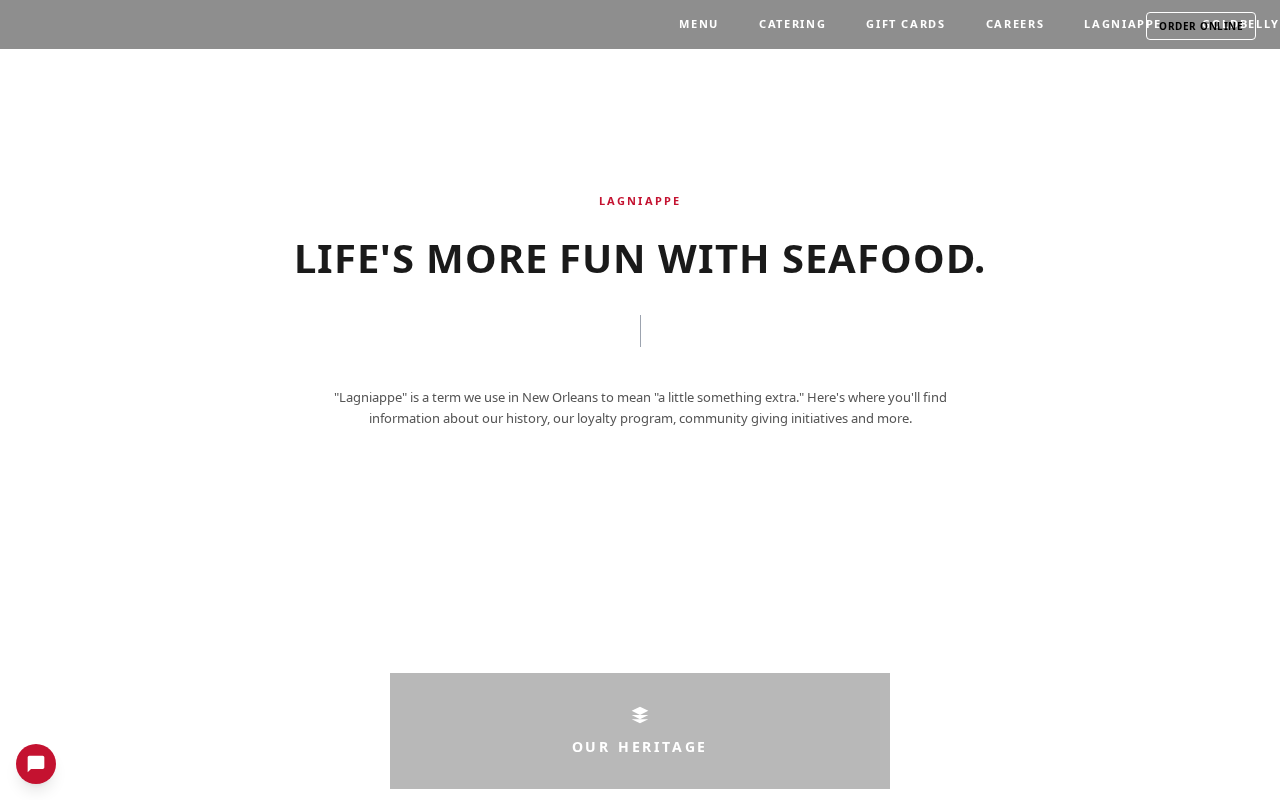 MENU
CATERING
GIFT CARDS
CAREERS
LAGNIAPPE
GOLDBELLY
ORDER ONLINE
LAGNIAPPE
LIFE'S MORE FUN WITH SEAFOOD.
"Lagniappe" is a term we use in New Orleans to mean "a little something extra." Here's where you'll find
information about our history, our loyalty program, community giving initiatives and more.
OUR HERITAGE